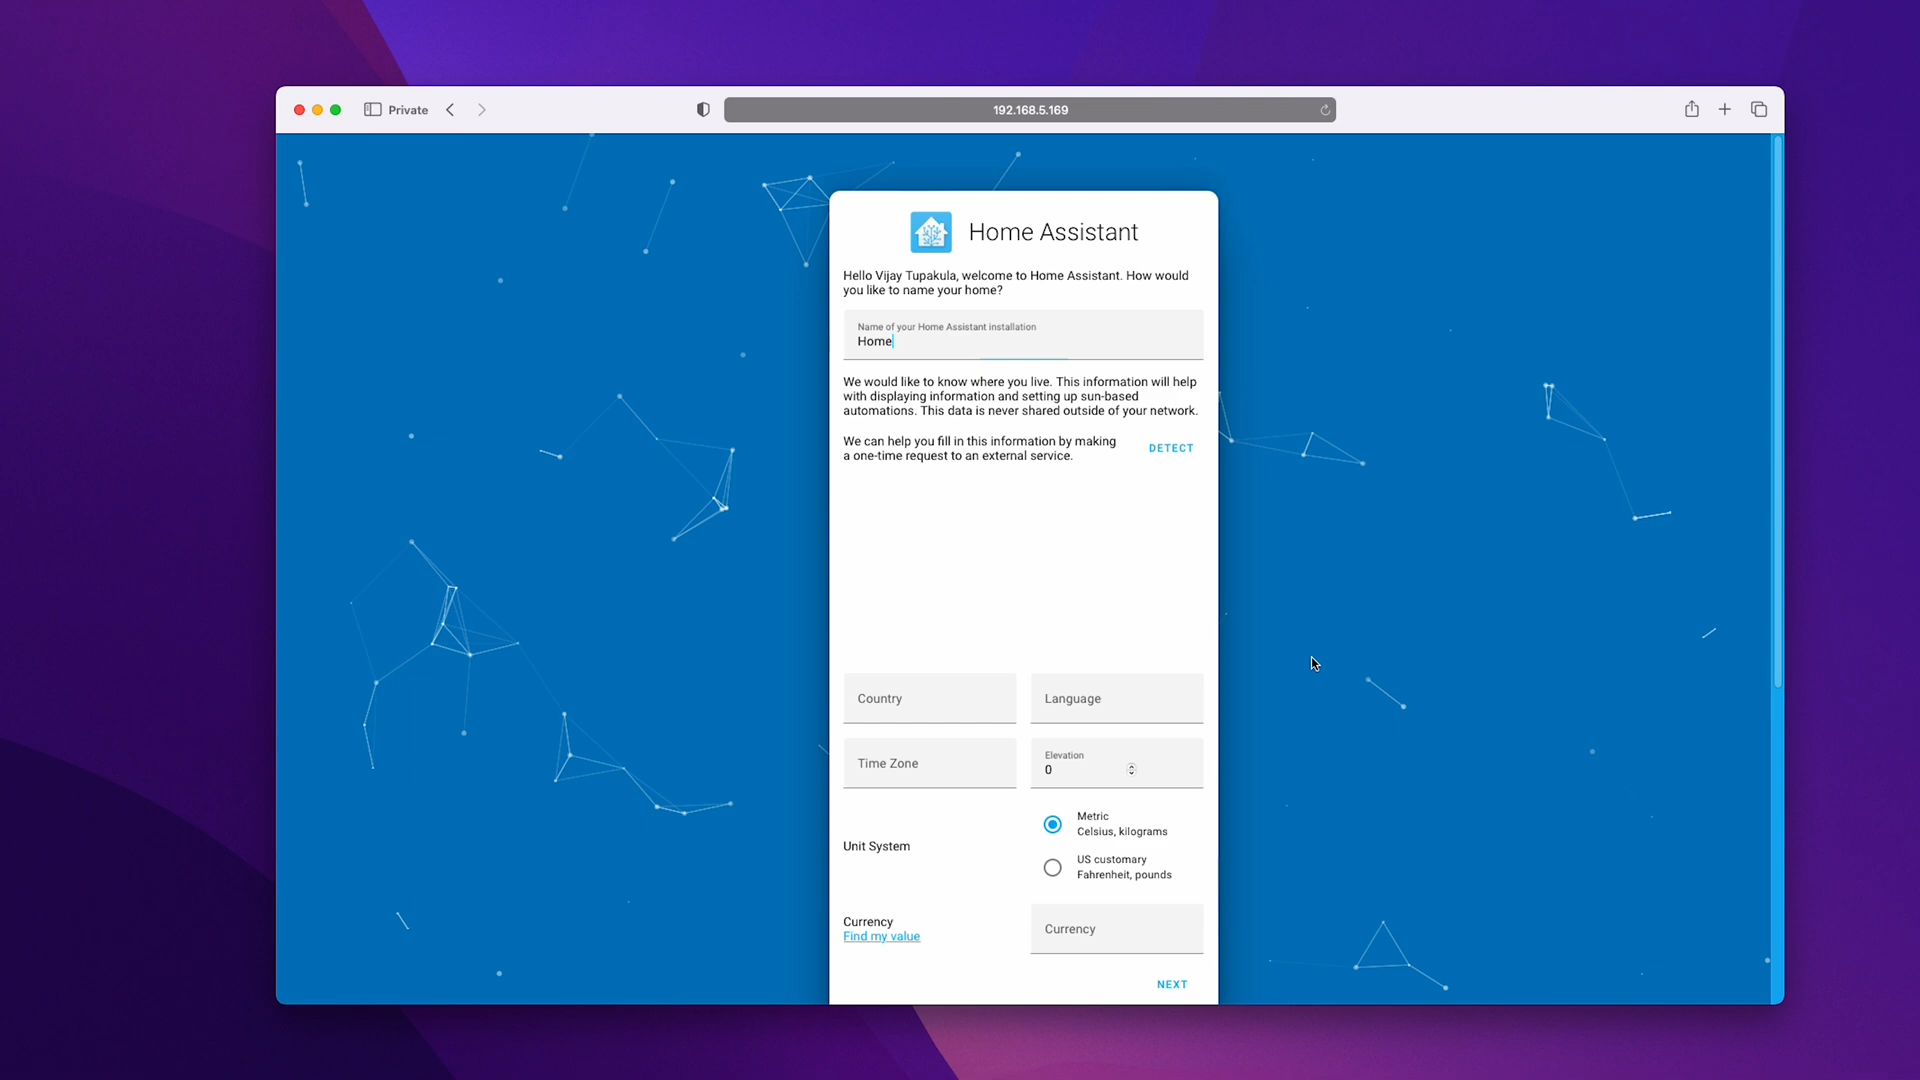 Private
192.168.5.169
Home Assistant
Hello Vijay Tupakula, welcome to Home Assistant. How would
you like to name your home?
Name of your Home Assistant installation
Home
We would like to know where you live. This information will help
with displaying information and setting up sun-based
automations. This data is never shared outside of your network.
We can help you fill in this information by making
a one-time request to an external service.
DETECT
Country
Language
Time Zone
Elevation
0
Unit System
Metric
Celsius, kilograms
US customary
Fahrenheit, pounds
Currency
Find my value
Currency
NEXT